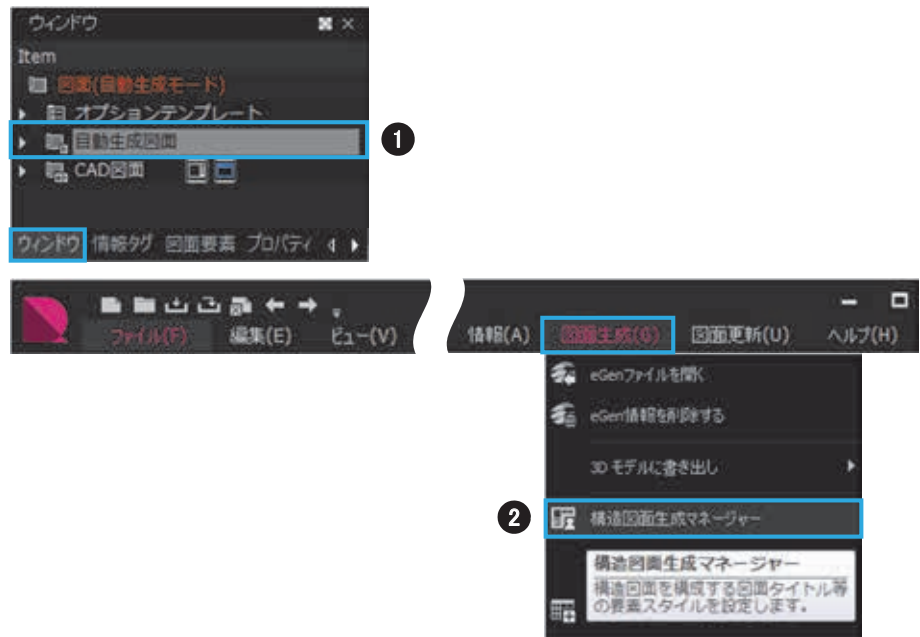 ウィンドウ
Item
図面(自動生成モード)
オプションテンプレート
自動生成図面
1
CAD図面
ウィンドウ 情報タグ 図面要素 プロパティ
ファイル(F) 編集(E) ビュー(V) 情報(A) 図面生成(G) 図面更新(U) ヘルプ(H)
eGenファイルを開く
eGen情報を削除する
3D モデルに書き出し
2
構造図面生成マネージャー
構造図面生成マネージャー
構造図面を構成する図面タイトル等
の要素スタイルを設定します。